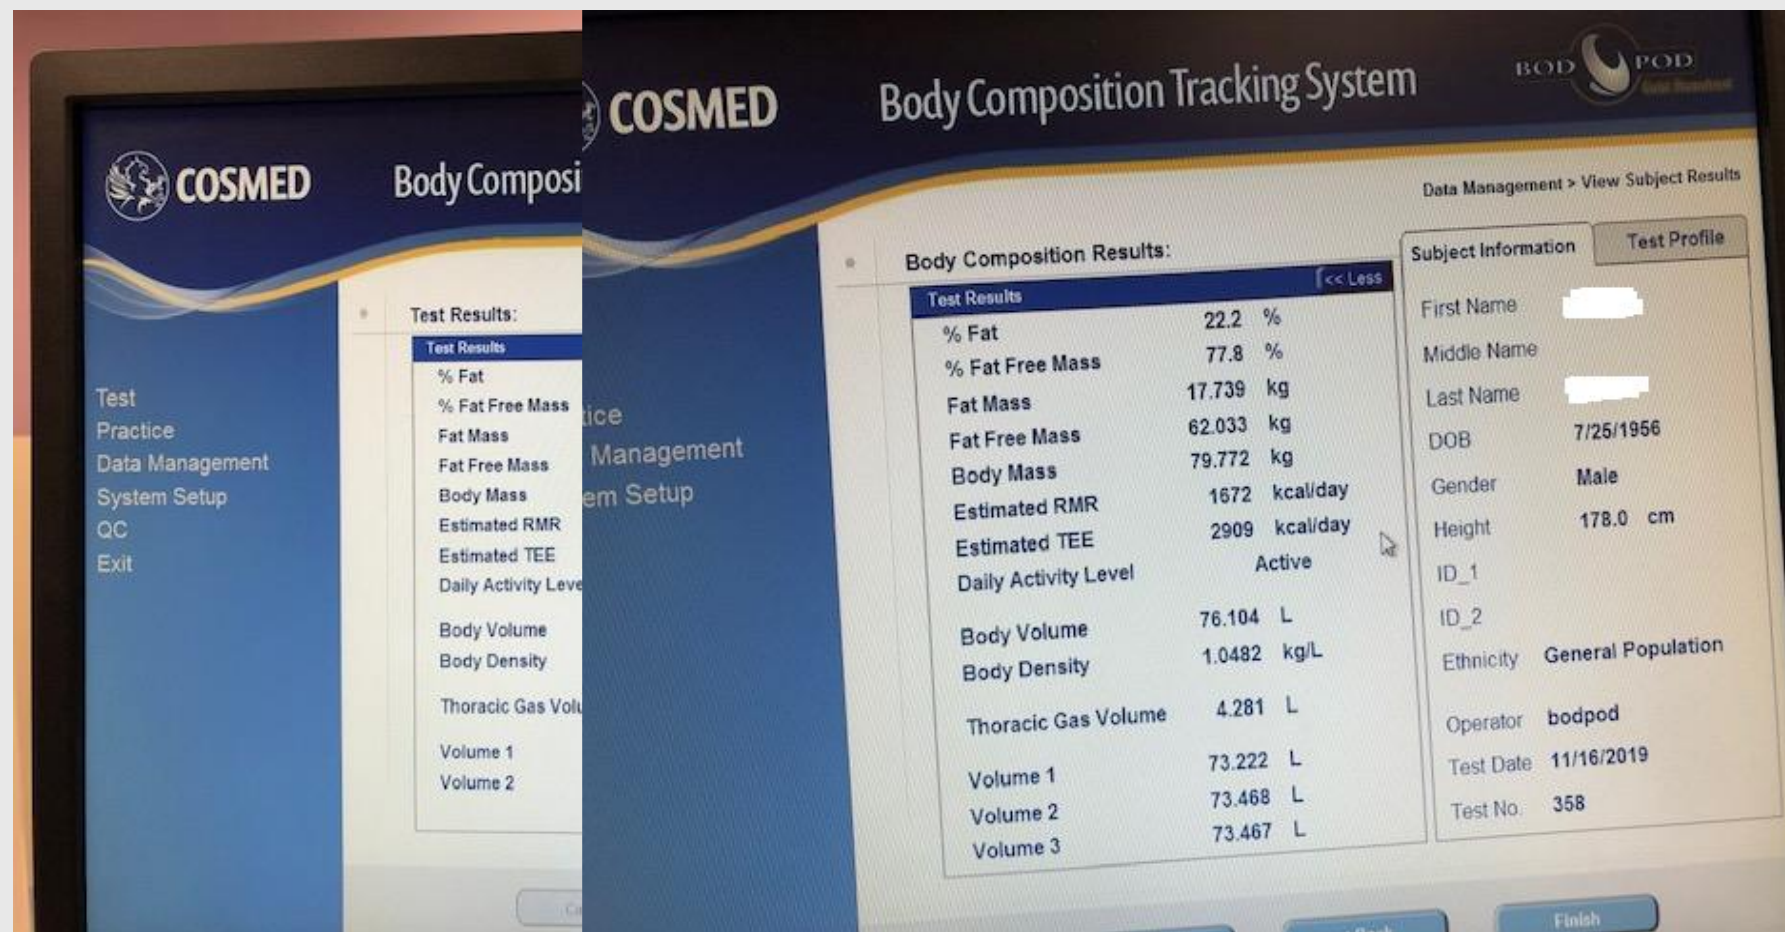 COSMED
Body Composi
Test
Practice
Data Management
System Setup
QC
Exit
Test Results:
Test Results
% Fat
% Fat Free Mass
Fat Mass
Fat Free Mass
Body Mass
Estimated RMR
Estimated TEE
Daily Activity Leve
Body Volume
Body Density
Thoracic Gas Volu
Volume 1
Volume 2
COSMED
Body Composition Tracking System
BOD POD
ice
Management
em Setup
Data Management > View Subject Results
Body Composition Results:
Test Results << Less
% Fat 22.2 %
% Fat Free Mass 77.8 %
Fat Mass 17.739 kg
Fat Free Mass 62.033 kg
Body Mass 79.772 kg
Estimated RMR 1672 kcal/day
Estimated TEE 2909 kcal/day
Daily Activity Level Active
Body Volume 76.104 L
Body Density 1.0482 kg/L
Thoracic Gas Volume 4.281 L
Volume 1 73.222 L
Volume 2 73.468 L
Volume 3 73.467 L
Subject Information Test Profile
First Name
Middle Name
Last Name
DOB 7/25/1956
Gender Male
Height 178.0 cm
ID_1
ID_2
Ethnicity General Population
Operator bodpod
Test Date 11/16/2019
Test No. 358
Finish